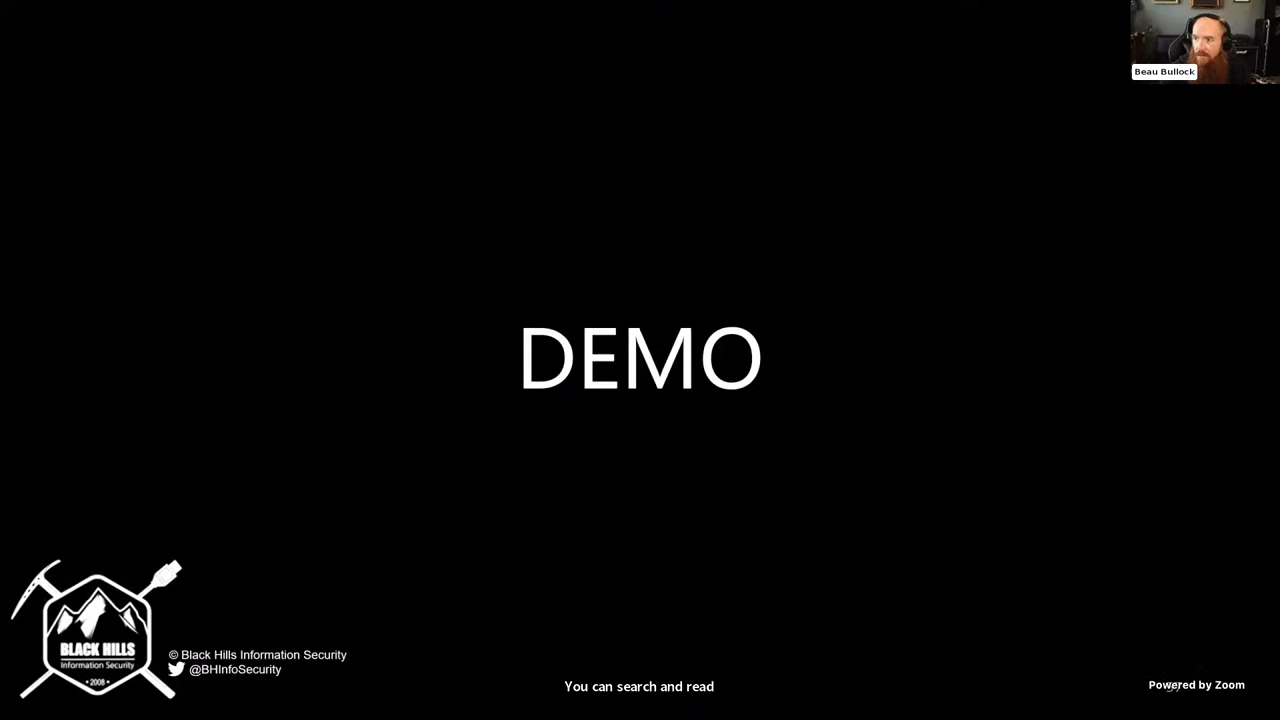 Beau Bullock
DEMO
BLACK HILLS
Information Security
• 2008 •
© Black Hills Information Security
@BHInfoSecurity
You can search and read
Powered by Zoom